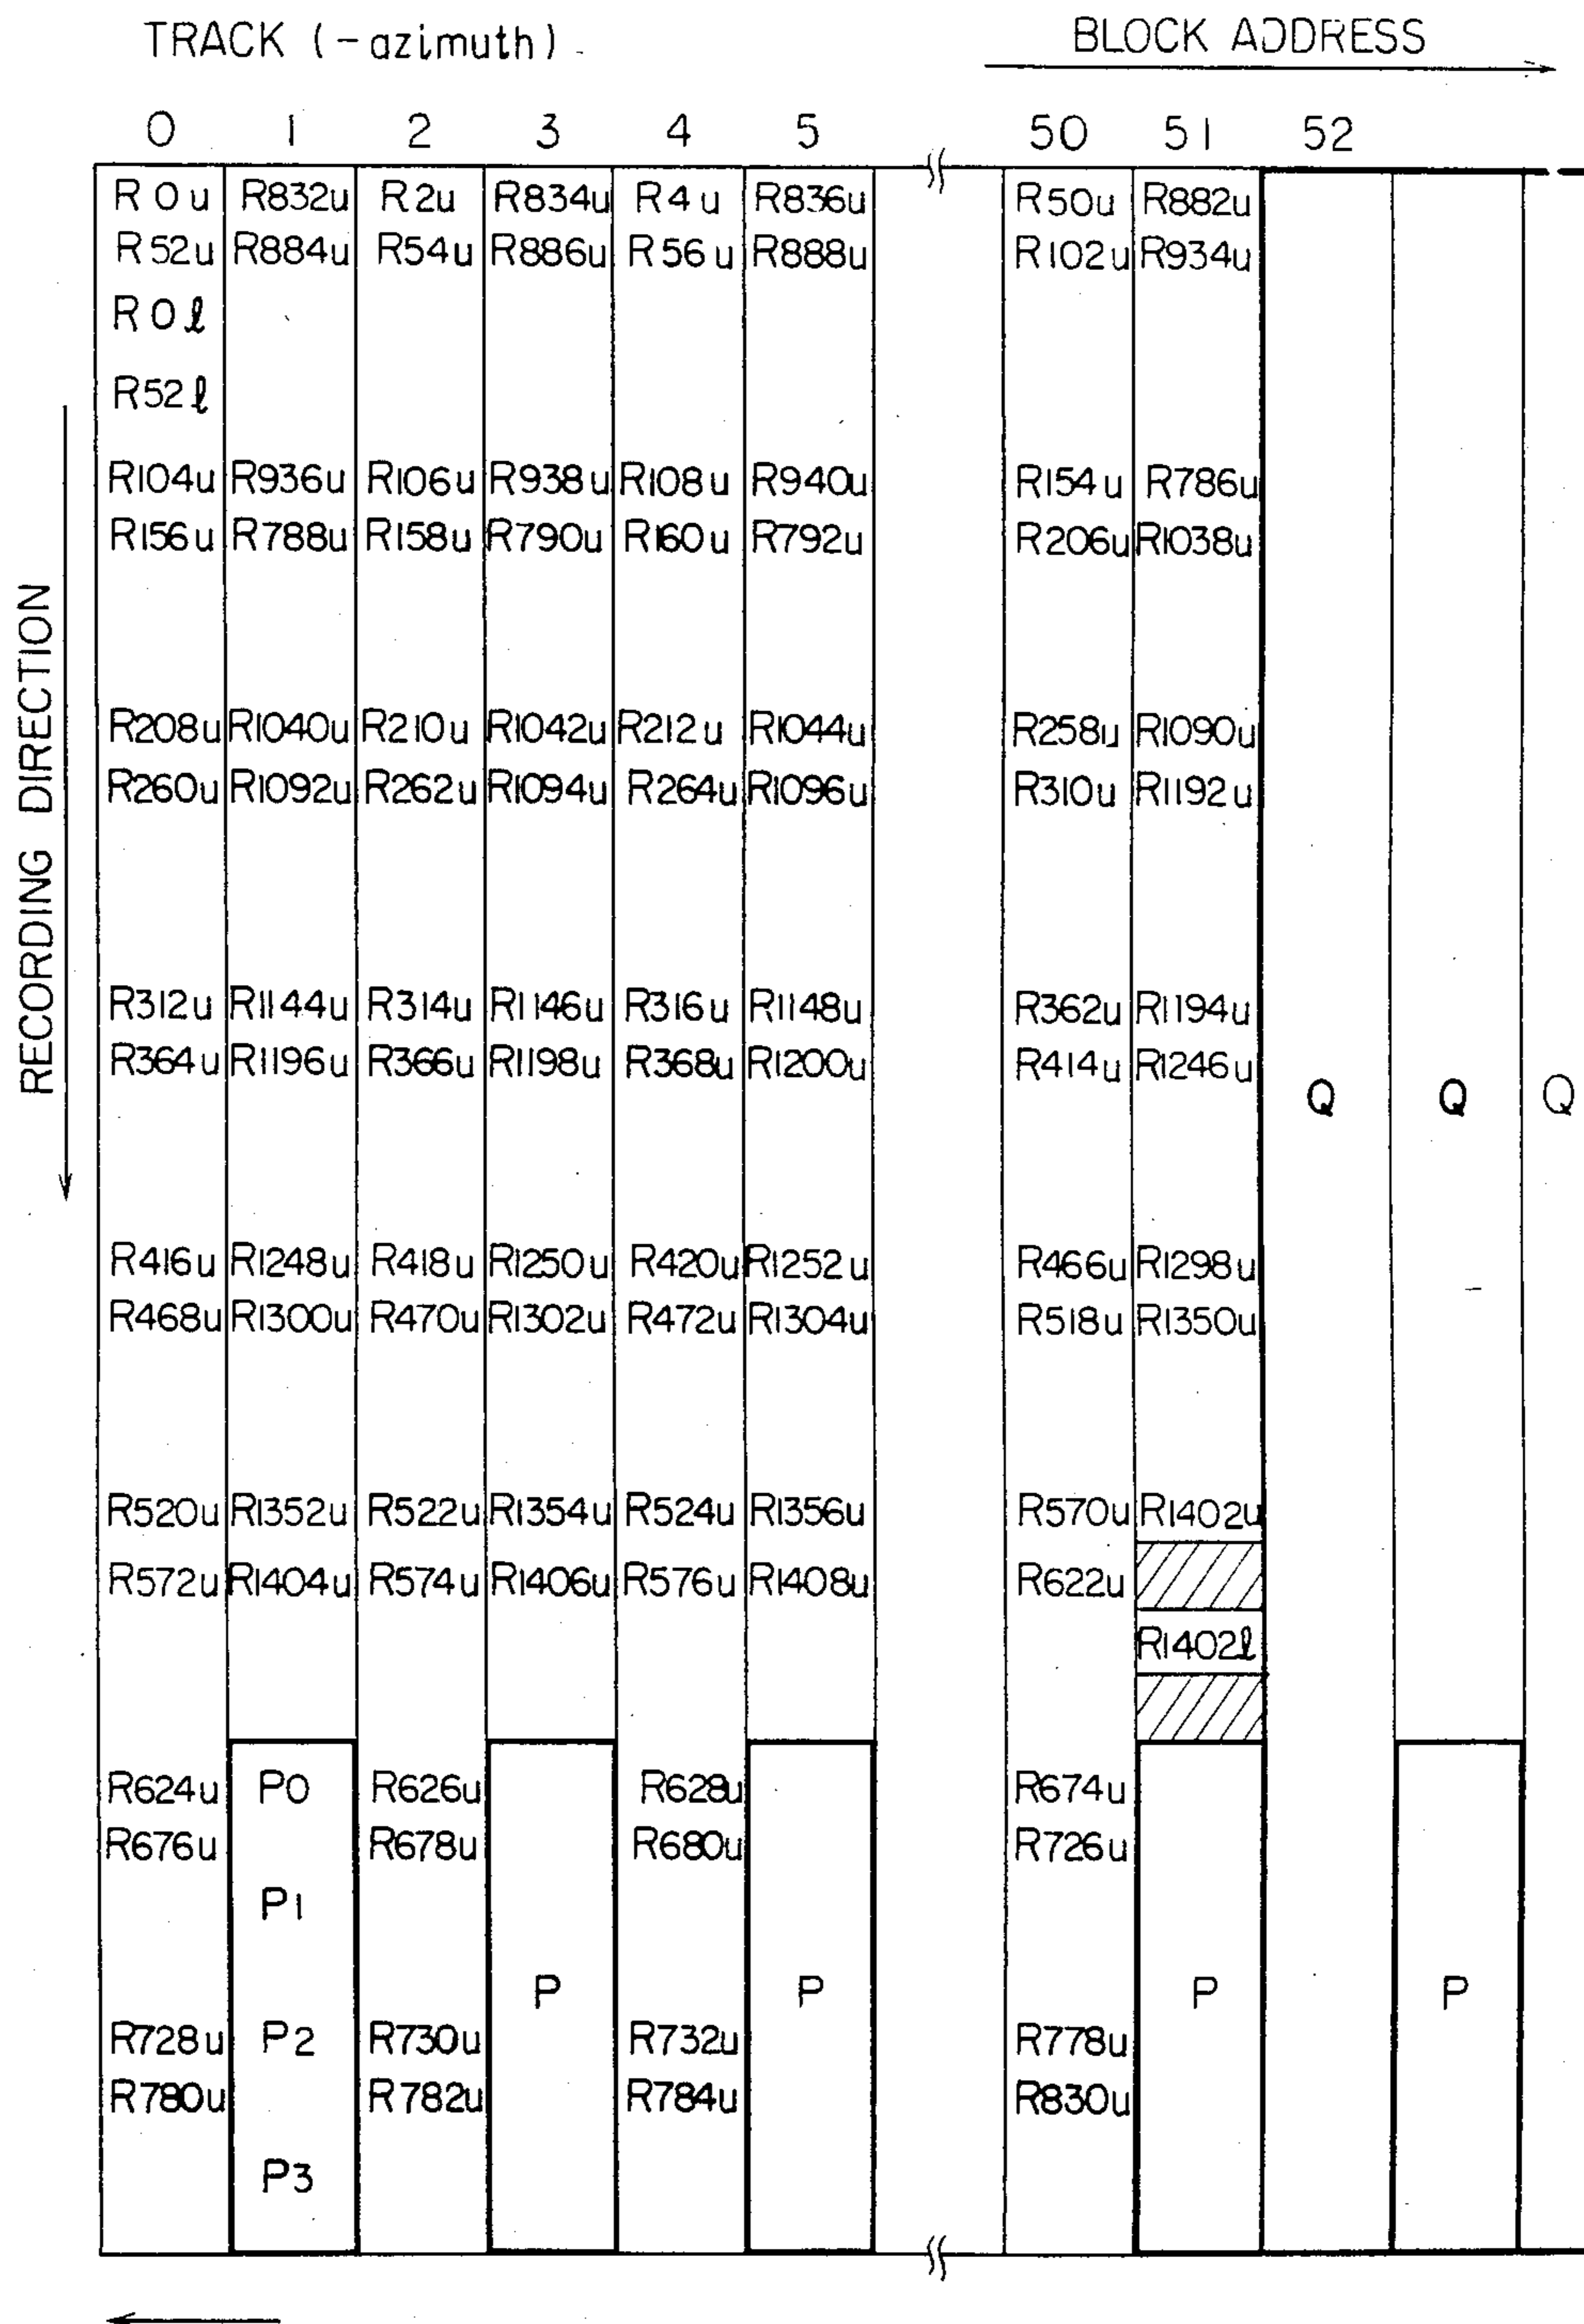 TRACK (-azimuth)
BLOCK ADDRESS
0 1 2 3 4 5 50 51 52
R0u R832u R2u R834u R4u R836u R50u R882u
R52u R884u R54u R886u R56u R888u R102u R934u
R0ℓ
R52ℓ
R104u R936u R106u R938u R108u R940u R154u R786u
R156u R788u R158u R790u R160u R792u R206u R1038u
RECORDING DIRECTION
R208u R1040u R210u R1042u R212u R1044u R258u R1090u
R260u R1092u R262u R1094u R264u R1096u R310u R1192u
R312u R1144u R314u R1146u R316u R1148u R362u R1194u
R364u R1196u R366u R1198u R368u R1200u R414u R1246u
Q Q Q
R416u R1248u R418u R1250u R420u R1252u R466u R1298u
R468u R1300u R470u R1302u R472u R1304u R518u R1350u
R520u R1352u R522u R1354u R524u R1356u R570u R1402u
R572u R1404u R574u R1406u R576u R1408u R622u
R1402ℓ
R624u P0 R626u R628u R674u
R676u R678u R680u R726u
P1
P P P P
R728u P2 R730u R732u R778u
R780u R782u R784u R830u
P3